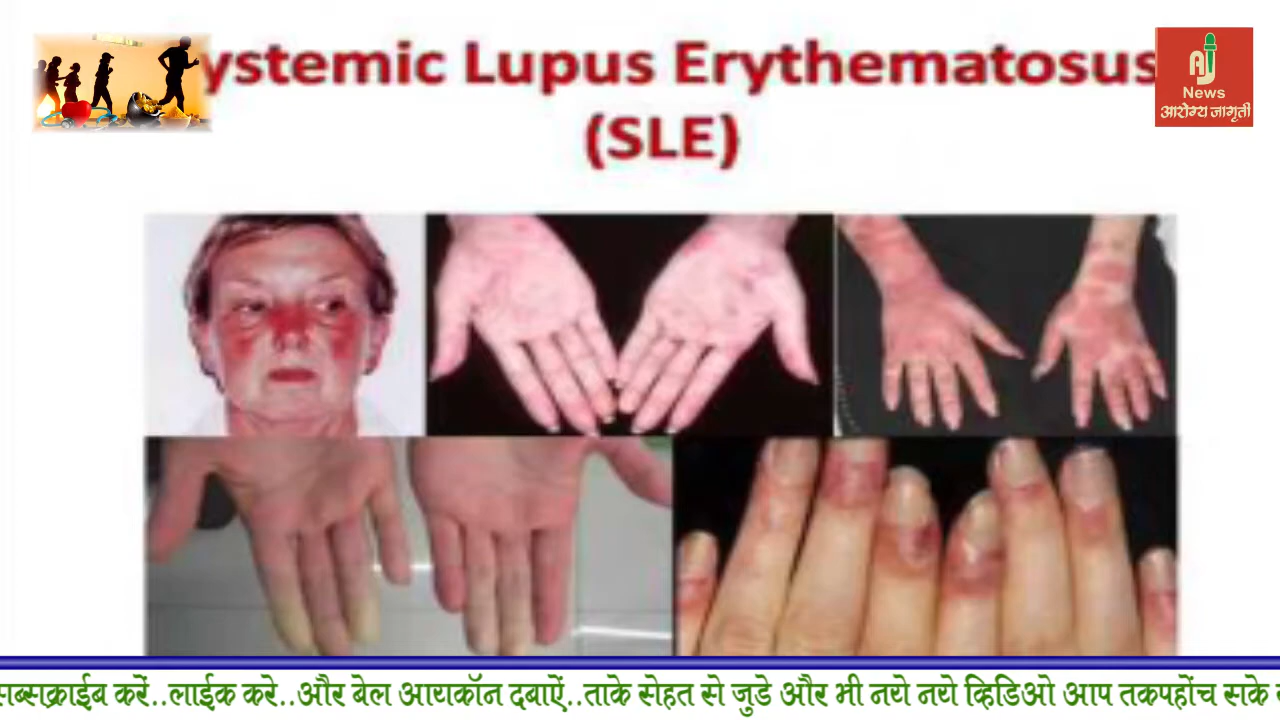 ystemic Lupus Erythematosus
(SLE)
AJ
News
आरोग्य जागृती
सब्सक्राईब करें..लाईक करे..और बेल आयकॉन दबाऐं..ताके सेहत से जुडे और भी नये नये व्हिडिओ आप तकपहोंच सके